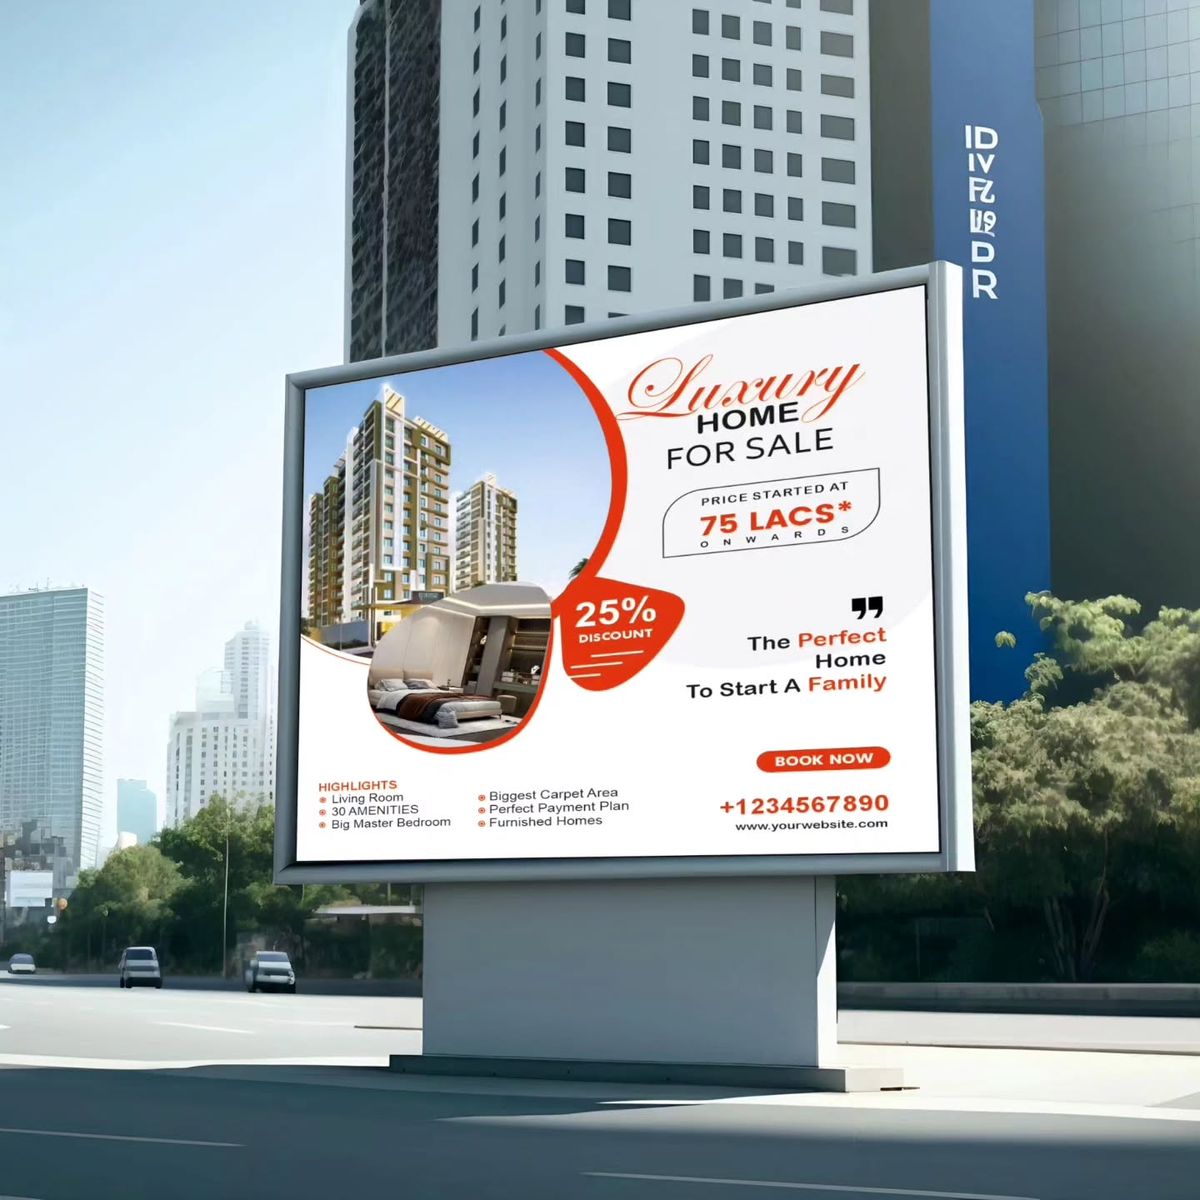 Luxury
HOME
FOR SALE
PRICE STARTED AT
75 LACS*
ONWARDS
25%
DISCOUNT
”
The Perfect
Home
To Start A Family
BOOK NOW
HIGHLIGHTS
Living Room
30 AMENITIES
Big Master Bedroom
Biggest Carpet Area
Perfect Payment Plan
Furnished Homes
+1234567890
www.yourwebsite.com